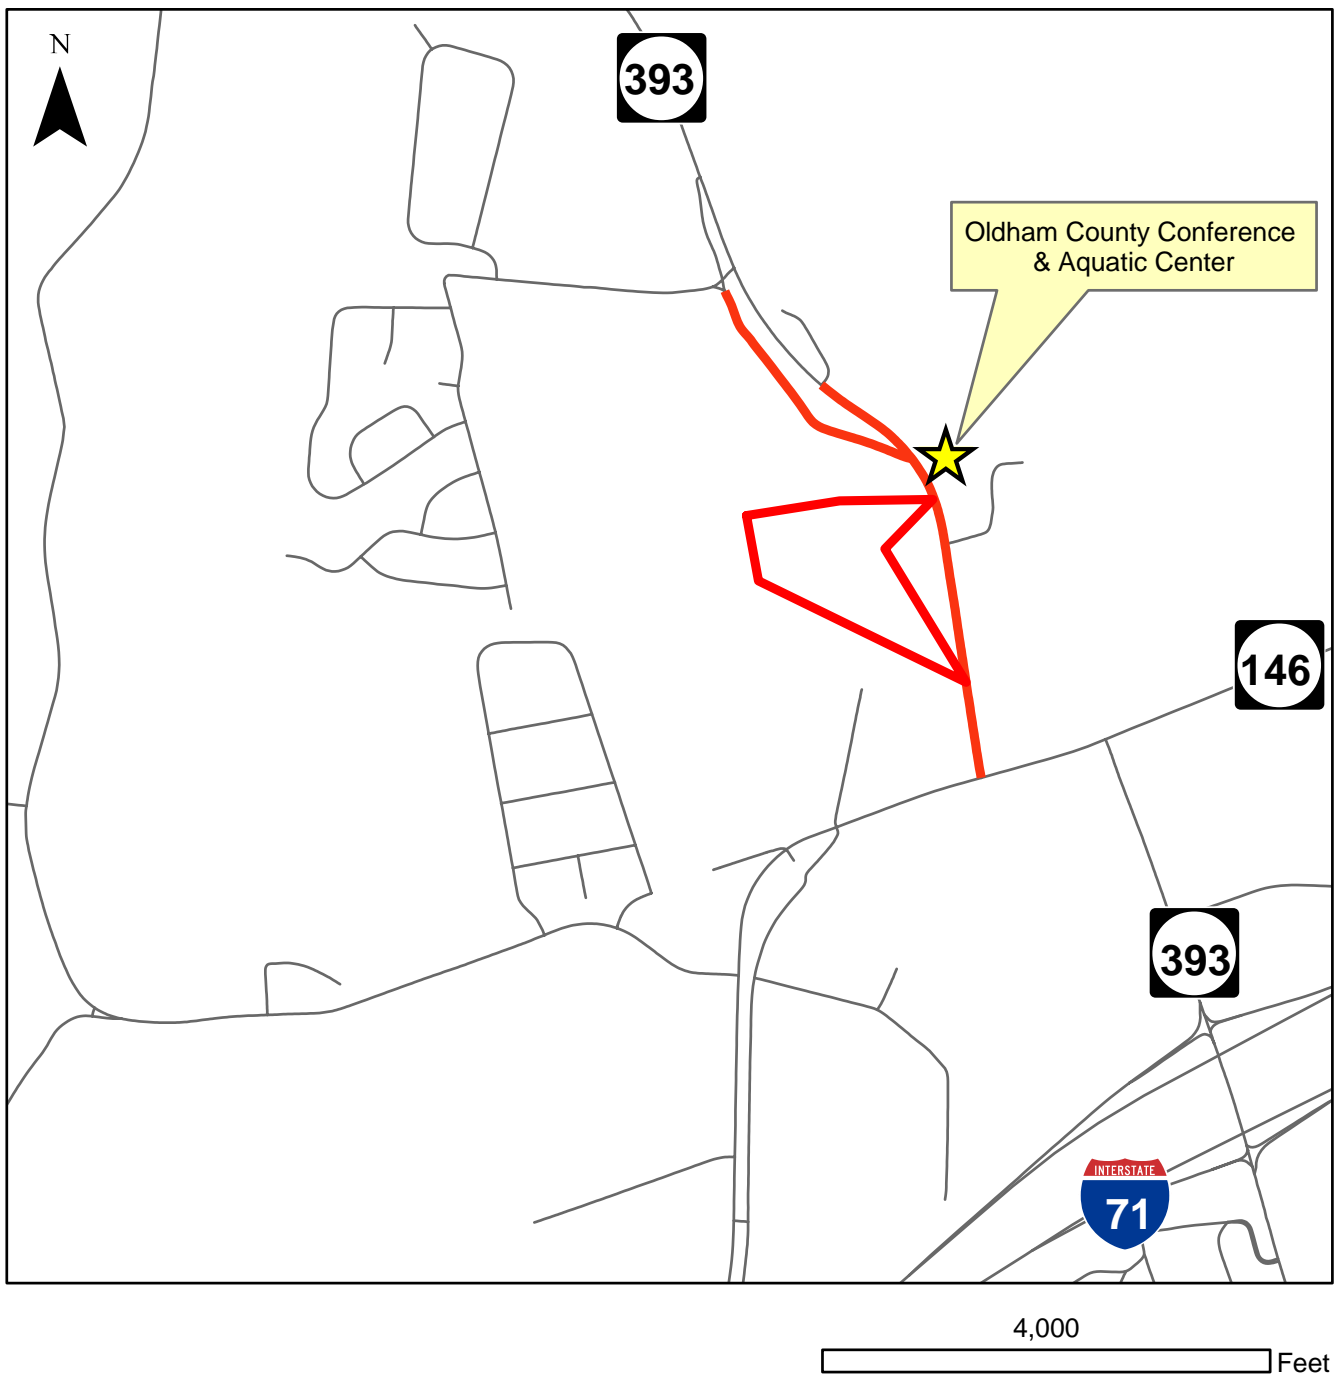 N
393
Oldham County Conference
& Aquatic Center
146
393
INTERSTATE
71
4,000
Feet